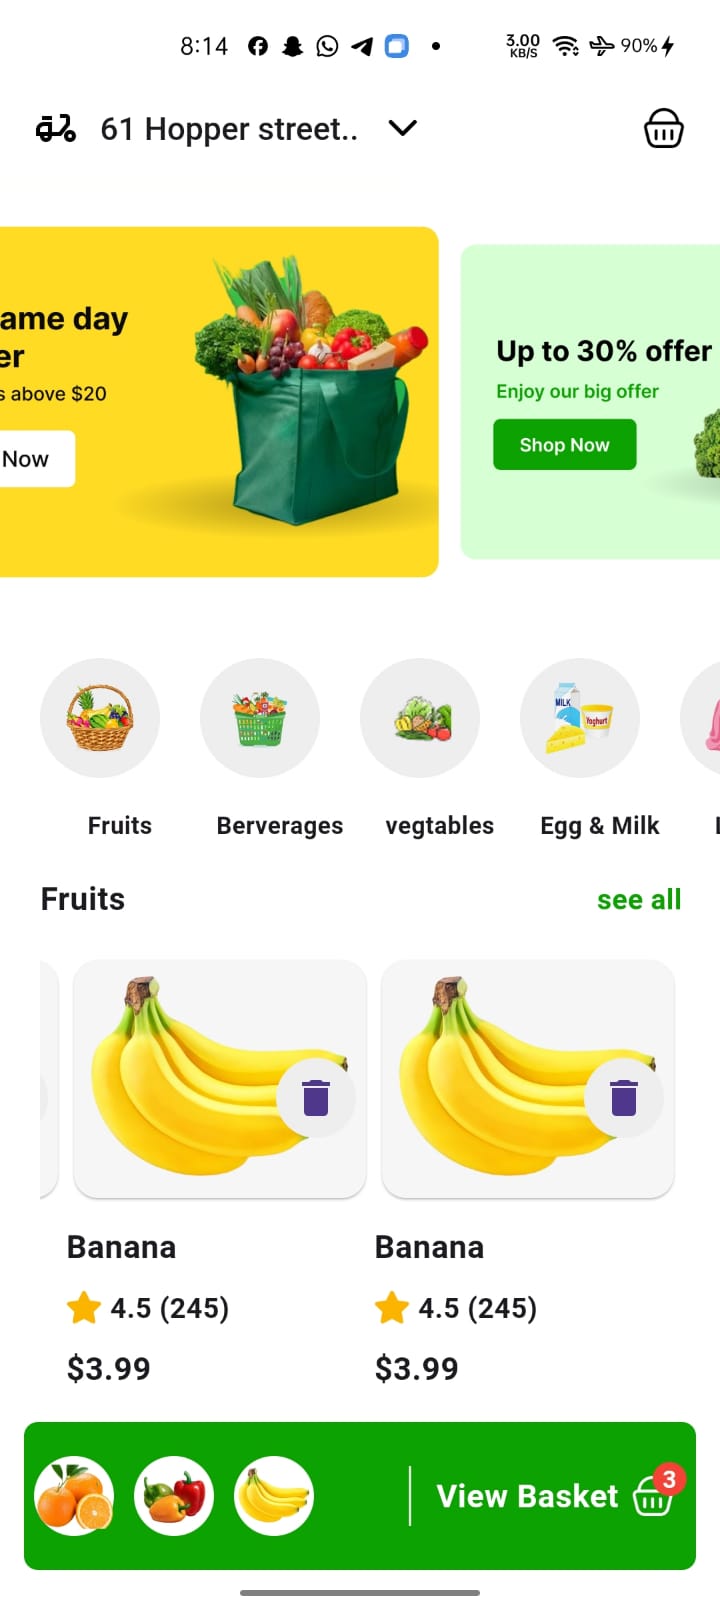 8:14
3.00
KB/S
90%
61 Hopper street..
ame day
er
s above $20
Now
Up to 30% offer
Enjoy our big offer
Shop Now
MILK
Yoghurt
Fruits
Berverages
vegtables
Egg & Milk
Fruits
see all
Banana
Banana
4.5 (245)
4.5 (245)
$3.99
$3.99
View Basket
3